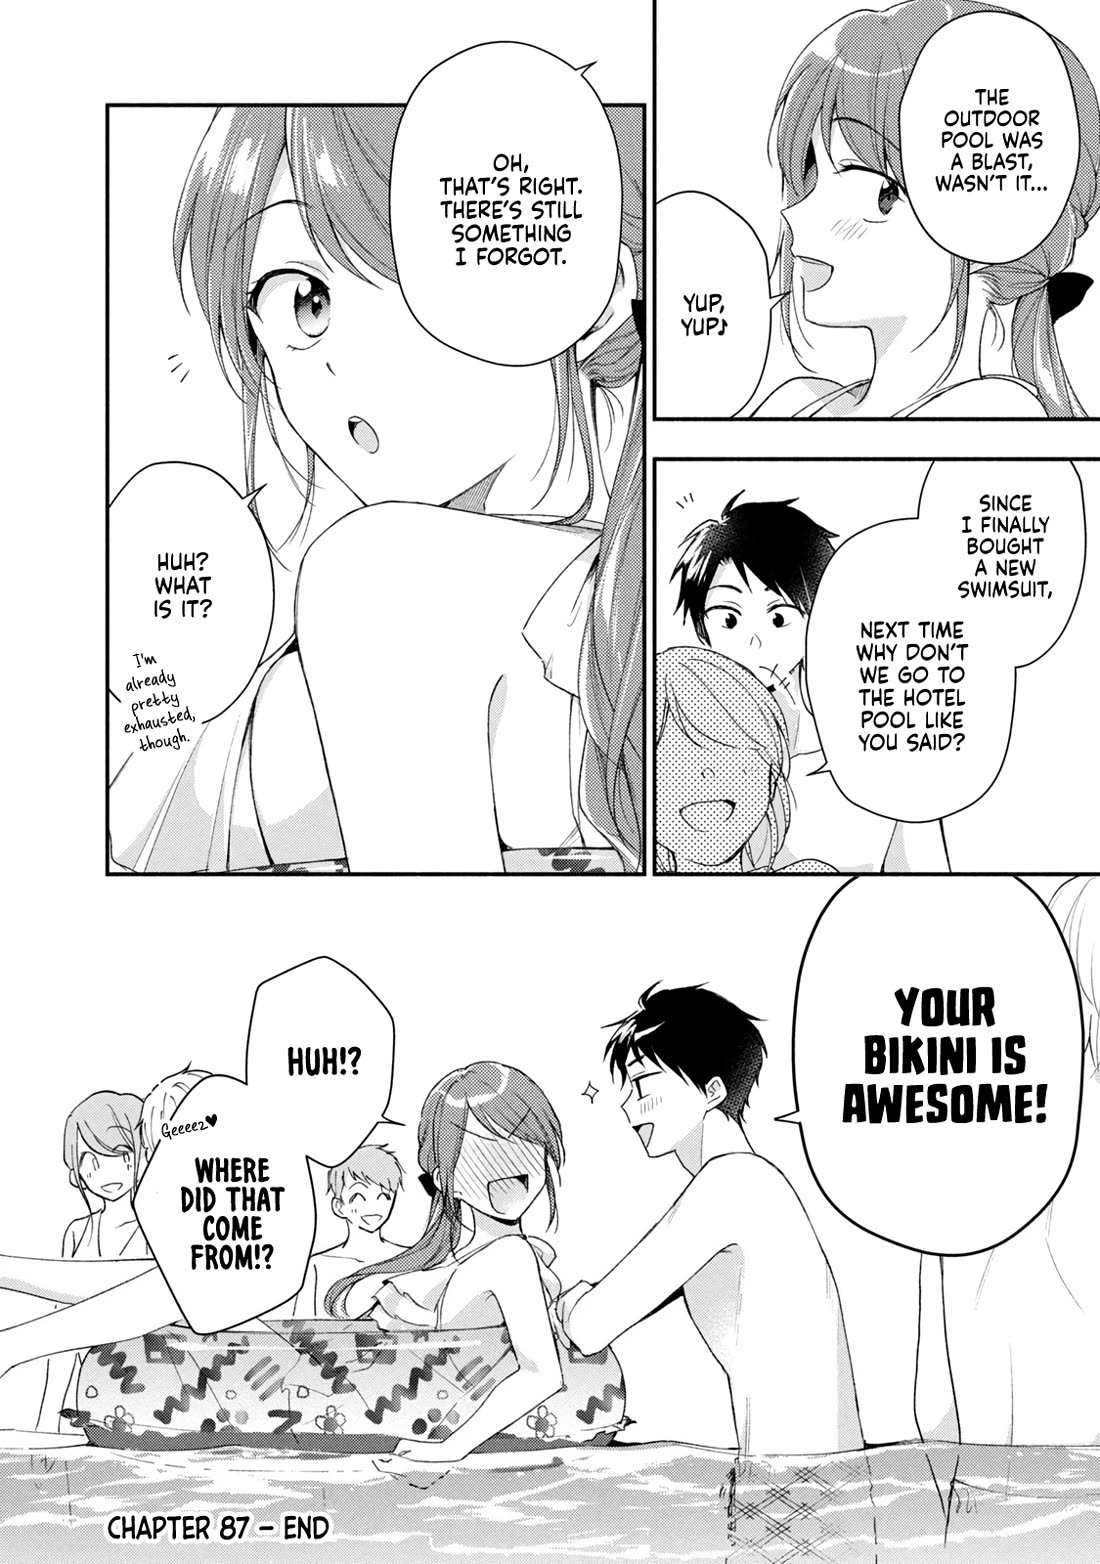 THE
OUTDOOR
POOL WAS
A BLAST,
WASN'T IT...
YUP,
YUP♪
OH,
THAT'S RIGHT.
THERE'S STILL
SOMETHING
I FORGOT.
HUH?
WHAT
IS IT?
I'm
already
pretty
exhausted,
though.
SINCE
I FINALLY
BOUGHT
A NEW
SWIMSUIT,
NEXT TIME
WHY DON'T
WE GO TO
THE HOTEL
POOL LIKE
YOU SAID?
YOUR
BIKINI IS
AWESOME!
HUH!?
Geeeez♥
WHERE
DID THAT
COME
FROM!?
CHAPTER 87 – END